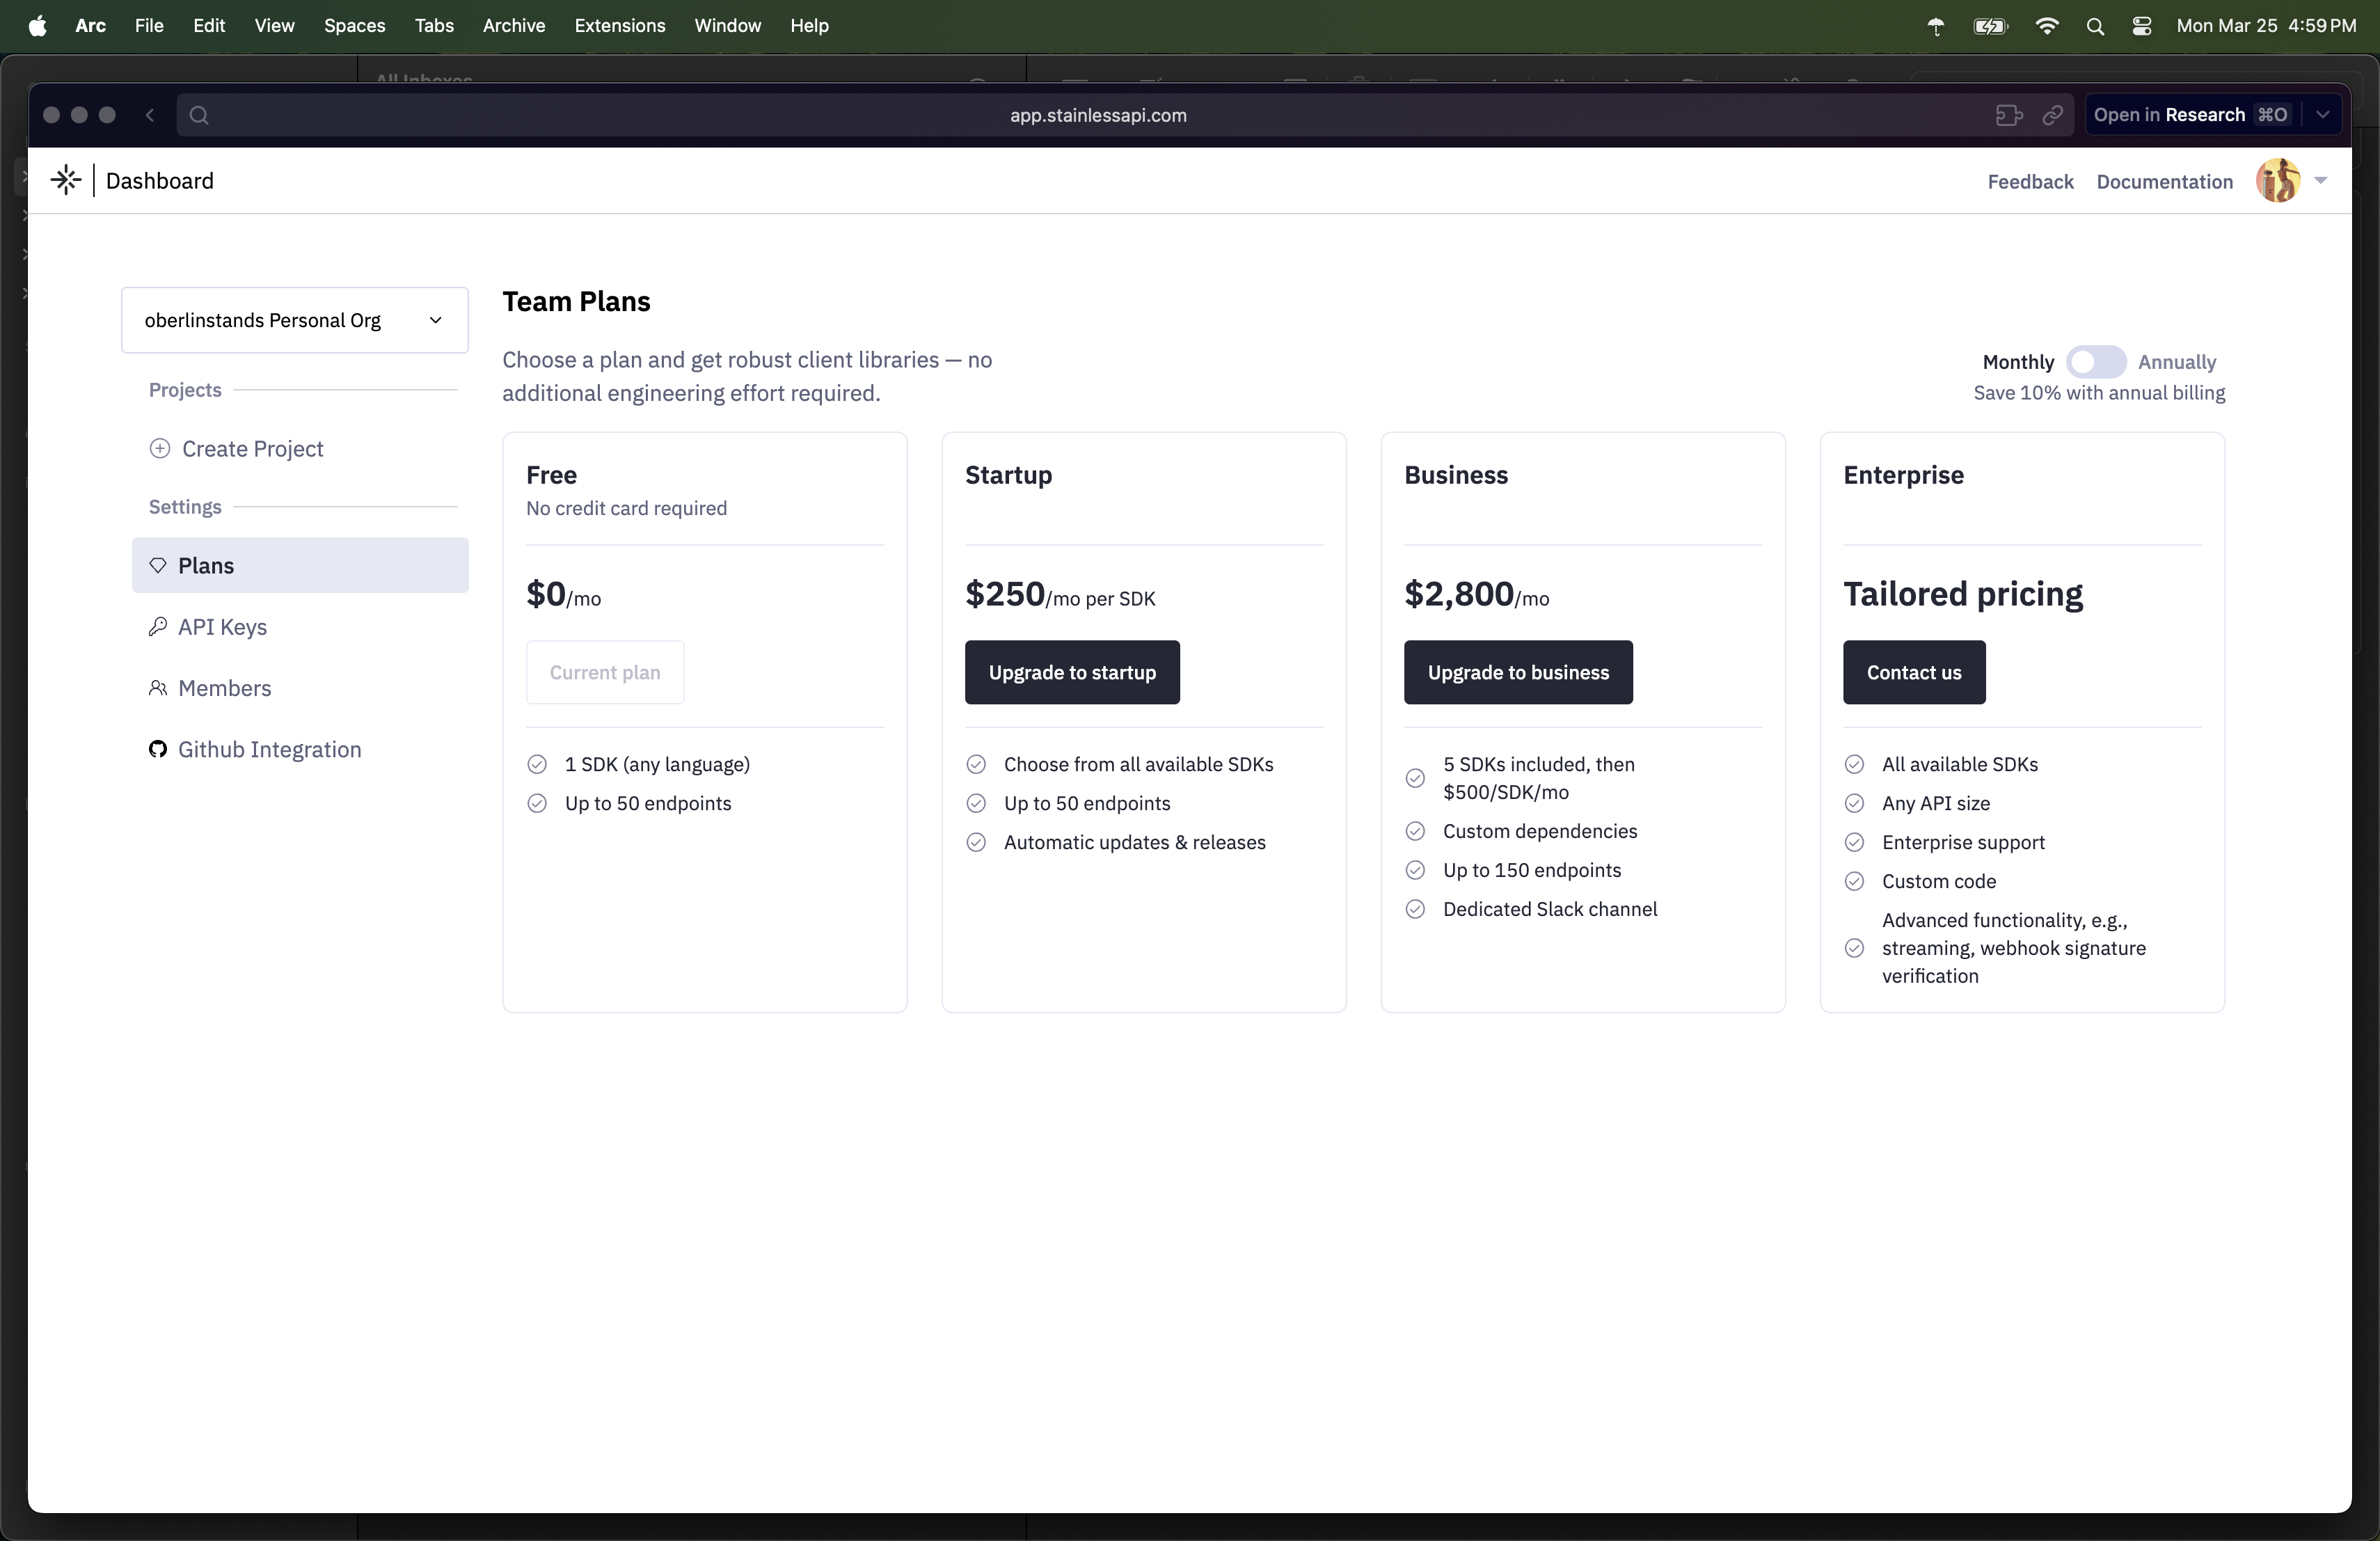 Arc File Edit View Spaces Tabs Archive Extensions Window Help Mon Mar 25 4:59 PM
All Inboxes
app.stainlessapi.com
Open in Research ⌘O
Dashboard
Feedback Documentation
oberlinstands Personal Org
Projects
Create Project
Settings
Plans
API Keys
Members
Github Integration
Team Plans
Choose a plan and get robust client libraries — no
additional engineering effort required.
Monthly Annually
Save 10% with annual billing
Free
No credit card required
$0/mo
Current plan
1 SDK (any language)
Up to 50 endpoints
Startup
$250/mo per SDK
Upgrade to startup
Choose from all available SDKs
Up to 50 endpoints
Automatic updates & releases
Business
$2,800/mo
Upgrade to business
5 SDKs included, then
$500/SDK/mo
Custom dependencies
Up to 150 endpoints
Dedicated Slack channel
Enterprise
Tailored pricing
Contact us
All available SDKs
Any API size
Enterprise support
Custom code
Advanced functionality, e.g.,
streaming, webhook signature
verification